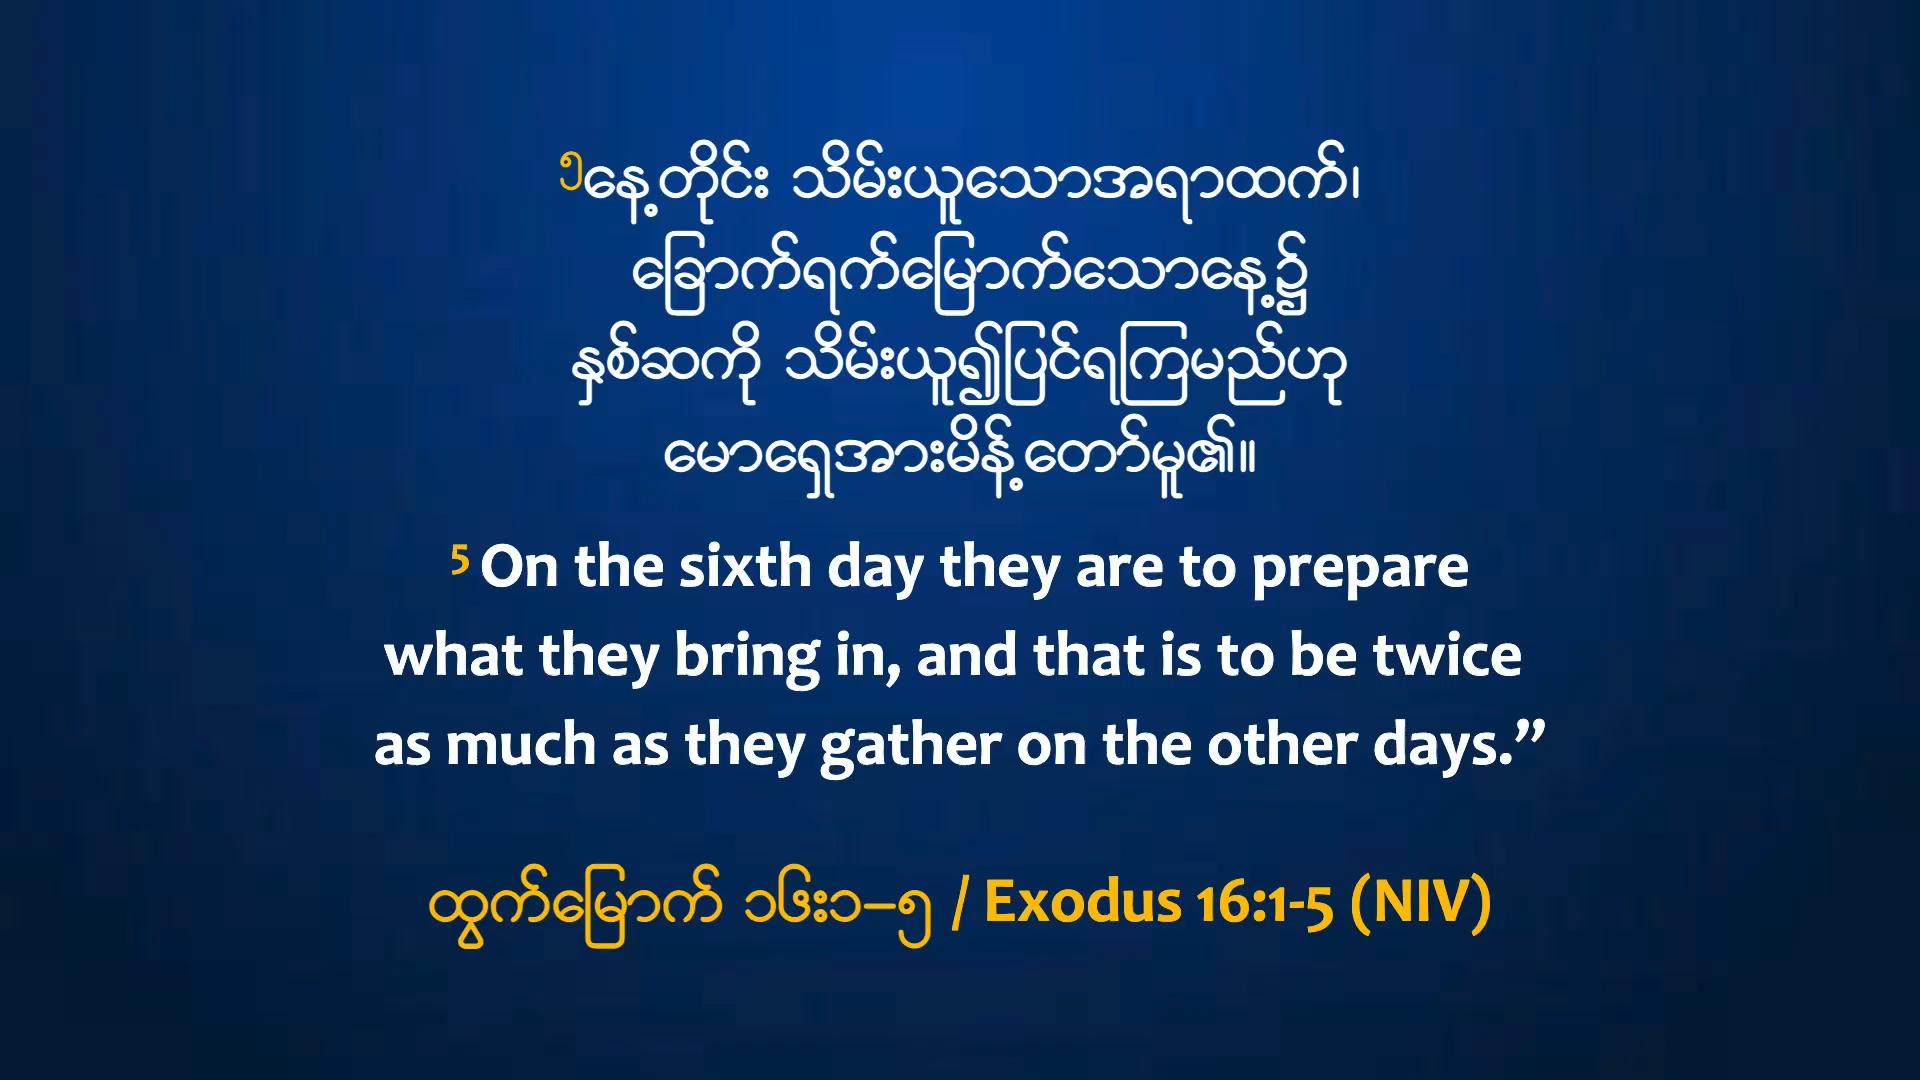 ၅နေ့တိုင်း သိမ်းယူသောအရာထက်၊
ခြောက်ရက်မြောက်သောနေ့၌
နှစ်ဆကို သိမ်းယူ၍ပြင်ရကြမည်ဟု
မောရှေအားမိန့်တော်မူ၏။
5 On the sixth day they are to prepare
what they bring in, and that is to be twice
as much as they gather on the other days.”
ထွက်မြောက် ၁၆း၁–၅ / Exodus 16:1-5 (NIV)